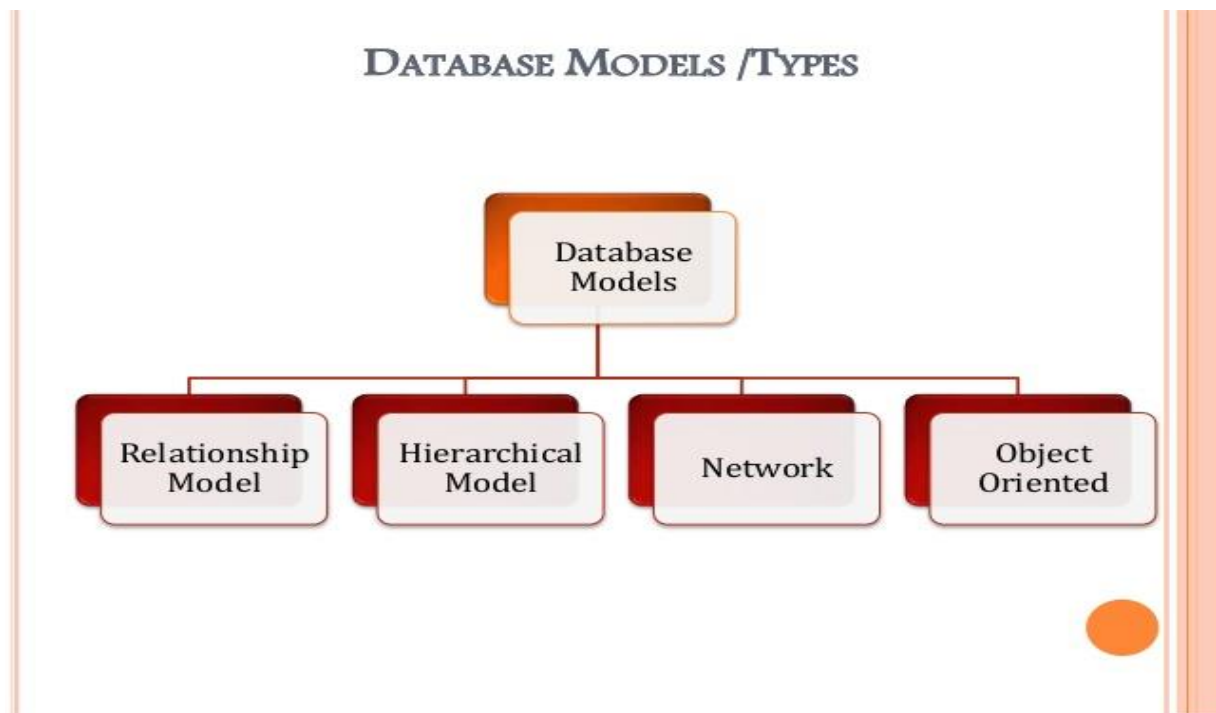 DATABASE MODELS /TYPES
Database
Models
Relationship
Model
Hierarchical
Model
Network
Object
Oriented